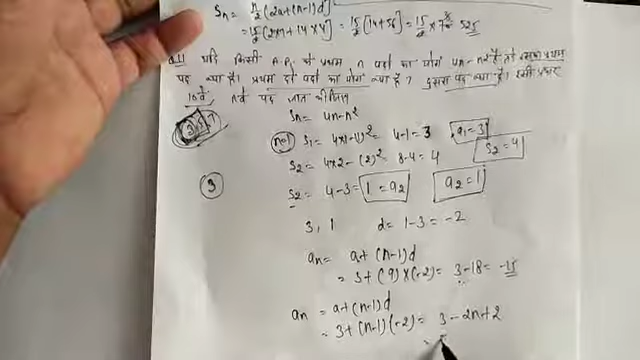 Sn = n/2 (2a+(n-1)d)
= 15/2 (2×7+14×4) = 15/2 [14+56] = 15/2 × 70 525
Q.11 यदि किसी A.P. के प्रथम n पदों का योग 4n-n² है तो इसका प्रथम
पद क्या है। प्रथम दो पदों का योग क्या है? दूसरा पद क्या है। इसी प्रकार
10वें, nवें पद ज्ञात कीजिए
Sn = 4n-n²
n=1 S1 = 4×1-(1)² = 4-1 = 3 a1=3
S2 = 4×2-(2)² = 8-4 = 4 S2=4
3 S2 = 4-3 = 1 = a2 a2=1
3, 1 d = 1-3 = -2
an = a+(n-1)d
= 3+(9)×(-2) = 3-18 = -15
an = a+(n-1)d
= 3+(n-1)(-2) = 3-2n+2
=